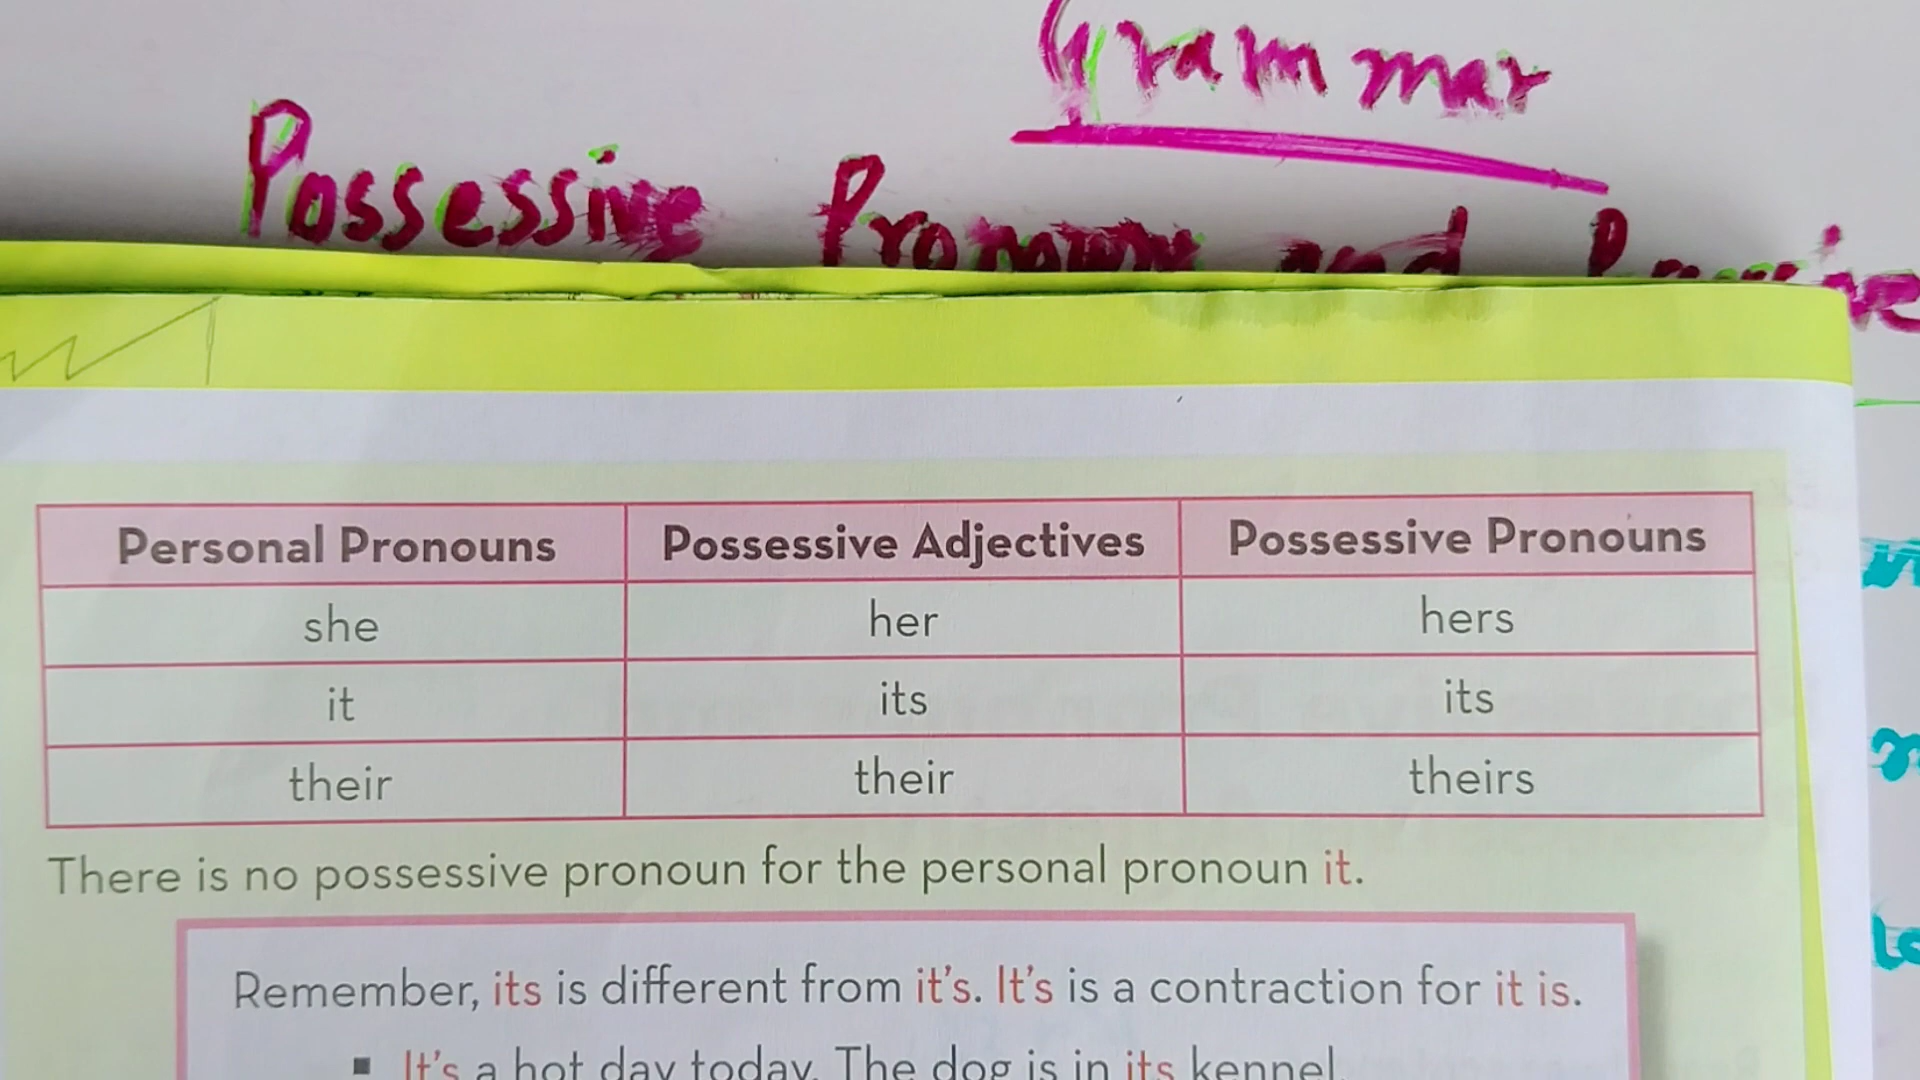 Grammar
Possessive Pronoun and
Personal Pronouns Possessive Adjectives Possessive Pronouns
she her hers
it its its
their their theirs
There is no possessive pronoun for the personal pronoun it.
Remember, its is different from it's. It's is a contraction for it is.
▪ It's a hot day today. The dog is in its kennel.